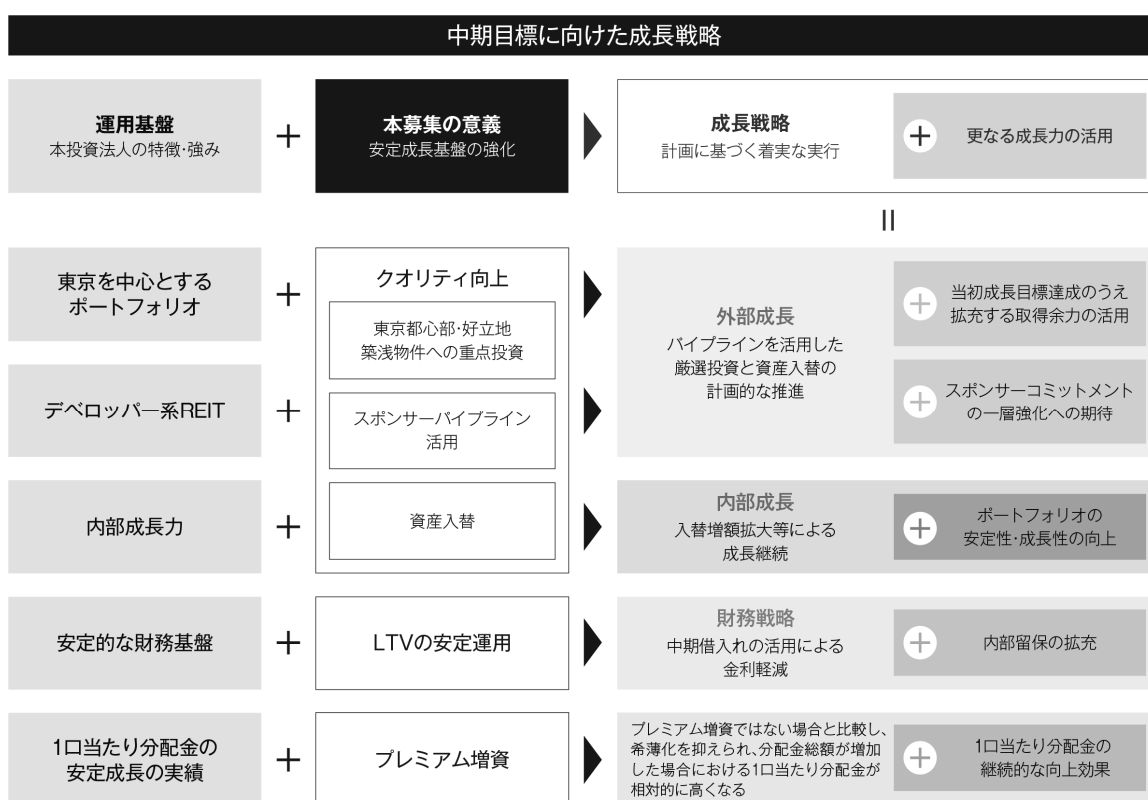 中期目標に向けた成長戦略
運用基盤
本投資法人の特徴・強み
+
本募集の意義
安定成長基盤の強化
成長戦略
計画に基づく着実な実行
+
更なる成長力の活用
=
東京を中心とする
ポートフォリオ
+
クオリティ向上
東京都心部・好立地
築浅物件への重点投資
外部成長
パイプラインを活用した
厳選投資と資産入替の
計画的な推進
+
当初成長目標達成のうえ
拡充する取得余力の活用
デベロッパー系REIT
+
スポンサーパイプライン
活用
+
スポンサーコミットメント
の一層強化への期待
内部成長力
+
資産入替
内部成長
入替増額拡大等による
成長継続
+
ポートフォリオの
安定性・成長性の向上
安定的な財務基盤
+
LTVの安定運用
財務戦略
中期借入れの活用による
金利軽減
+
内部留保の拡充
1口当たり分配金の
安定成長の実績
+
プレミアム増資
プレミアム増資ではない場合と比較し、
希薄化を抑えられ、分配金総額が増加
した場合における1口当たり分配金が
相対的に高くなる
+
1口当たり分配金の
継続的な向上効果